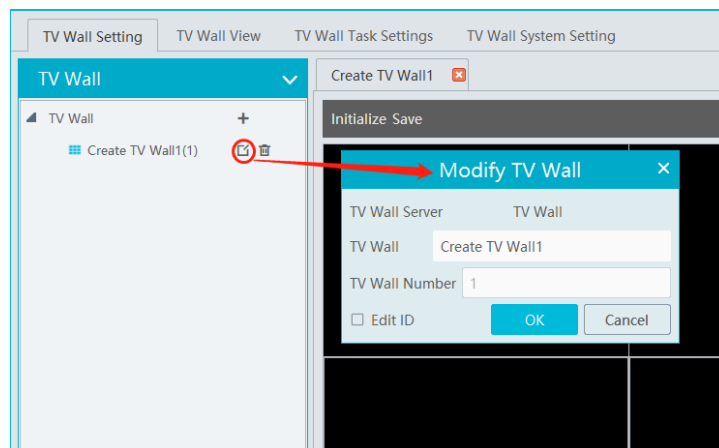 TV Wall Setting TV Wall View TV Wall Task Settings TV Wall System Setting
TV Wall
Create TV Wall1
TV Wall
Create TV Wall1(1)
Initialize Save
Modify TV Wall
TV Wall Server TV Wall
TV Wall Create TV Wall1
TV Wall Number 1
Edit ID OK Cancel